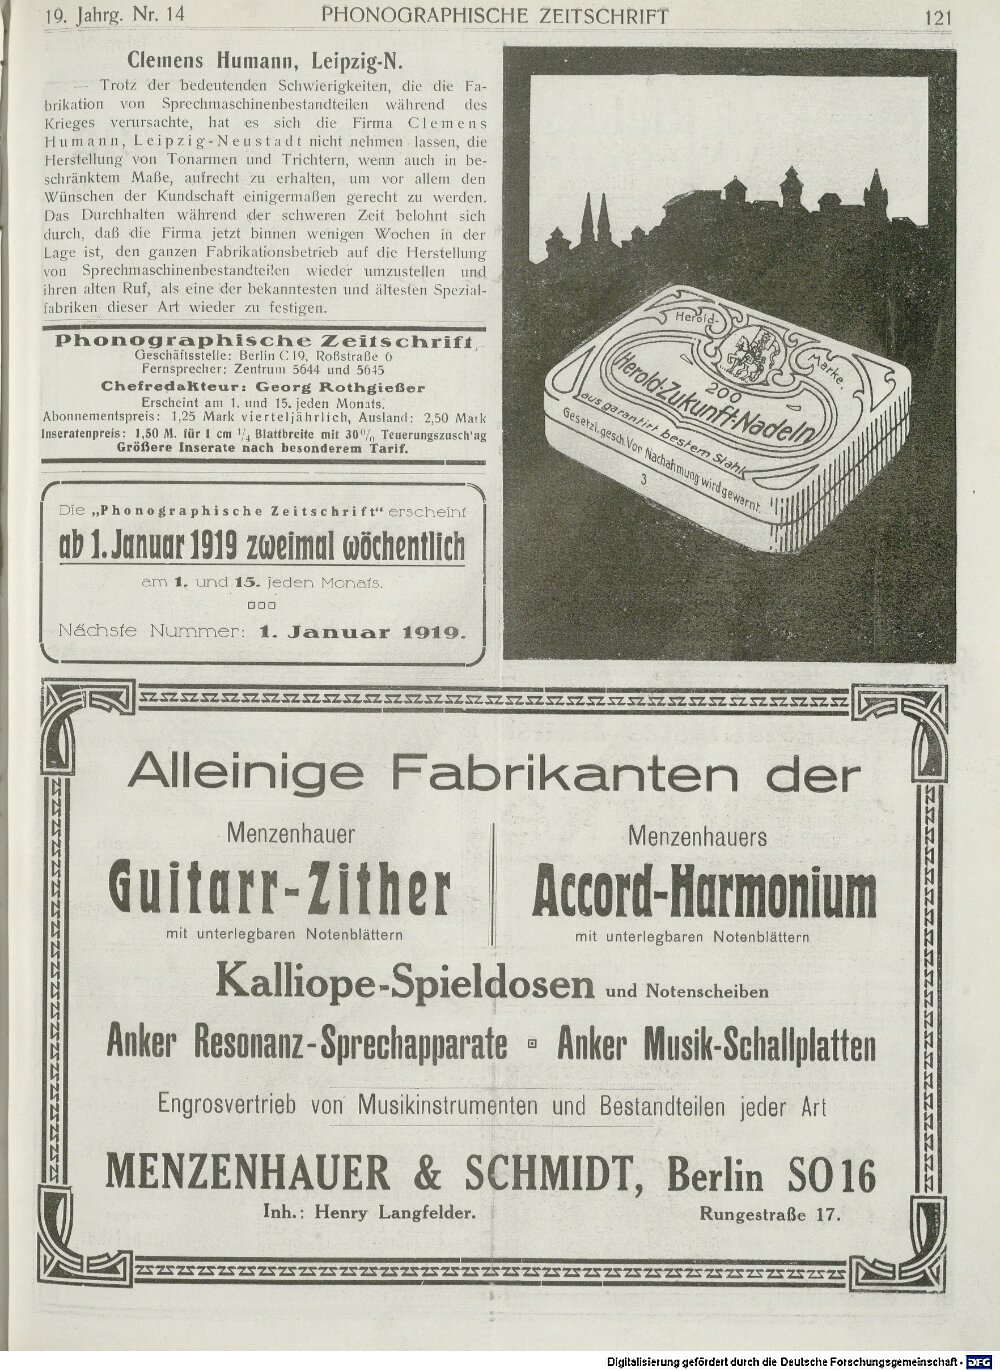 19. Jahrg. Nr. 14
PHONOGRAPHISCHE ZEITSCHRIFT
121
Clemens Humann, Leipzig-N.
— Trotz der bedeutenden Schwierigkeiten, die die Fa-
brikation von Sprechmaschinenbestandteilen während des
Krieges verursachte, hat es sich die Firma Clemens
Humann, Leipzig-Neustadt nicht nehmen lassen, die
Herstellung von Tonarmen und Trichtern, wenn auch in be-
schränktem Maße, aufrecht zu erhalten, um vor allem den
Wünschen der Kundschaft einigermaßen gerecht zu werden.
Das Durchhalten während der schweren Zeit belohnt sich
durch, daß die Firma jetzt binnen wenigen Wochen in der
Lage ist, den ganzen Fabrikationsbetrieb auf die Herstellung
von Sprechmaschinenbestandteilen wieder umzustellen und
ihren alten Ruf, als eine der bekanntesten und ältesten Spezial-
fabriken dieser Art wieder zu festigen.
Phonographische Zeitschrift
Geschäftsstelle: Berlin C 19, Roßstraße 6
Fernsprecher: Zentrum 5644 und 5645
Chefredakteur: Georg Rothgießer
Erscheint am 1. und 15. jeden Monats.
Abonnementspreis: 1,25 Mark vierteljährlich, Ausland: 2,50 Mark
Inseratenpreis: 1,50 M. für 1 cm 1/4 Blattbreite mit 30% Teuerungszuschlag
Größere Inserate nach besonderem Tarif.
Die „Phonographische Zeitschrift“ erscheint
ab 1. Januar 1919 zweimal wöchentlich
am 1. und 15. jeden Monats.
Nächste Nummer: 1. Januar 1919.
Herold-Marke.
200
Herold-Zukunft-Nadeln
aus garantirt bestem Stahl
Gesetzl. gesch. Vor Nachahmung wird gewarnt.
3
Alleinige Fabrikanten der
Menzenhauer
Guitarr-Zither
mit unterlegbaren Notenblättern
Menzenhauers
Accord-Harmonium
mit unterlegbaren Notenblättern
Kalliope-Spieldosen und Notenscheiben
Anker Resonanz-Sprechapparate ▫ Anker Musik-Schallplatten
Engrosvertrieb von Musikinstrumenten und Bestandteilen jeder Art
MENZENHAUER & SCHMIDT, Berlin SO 16
Inh.: Henry Langfelder.
Rungestraße 17.
Digitalisierung gefördert durch die Deutsche Forschungsgemeinschaft - DFG